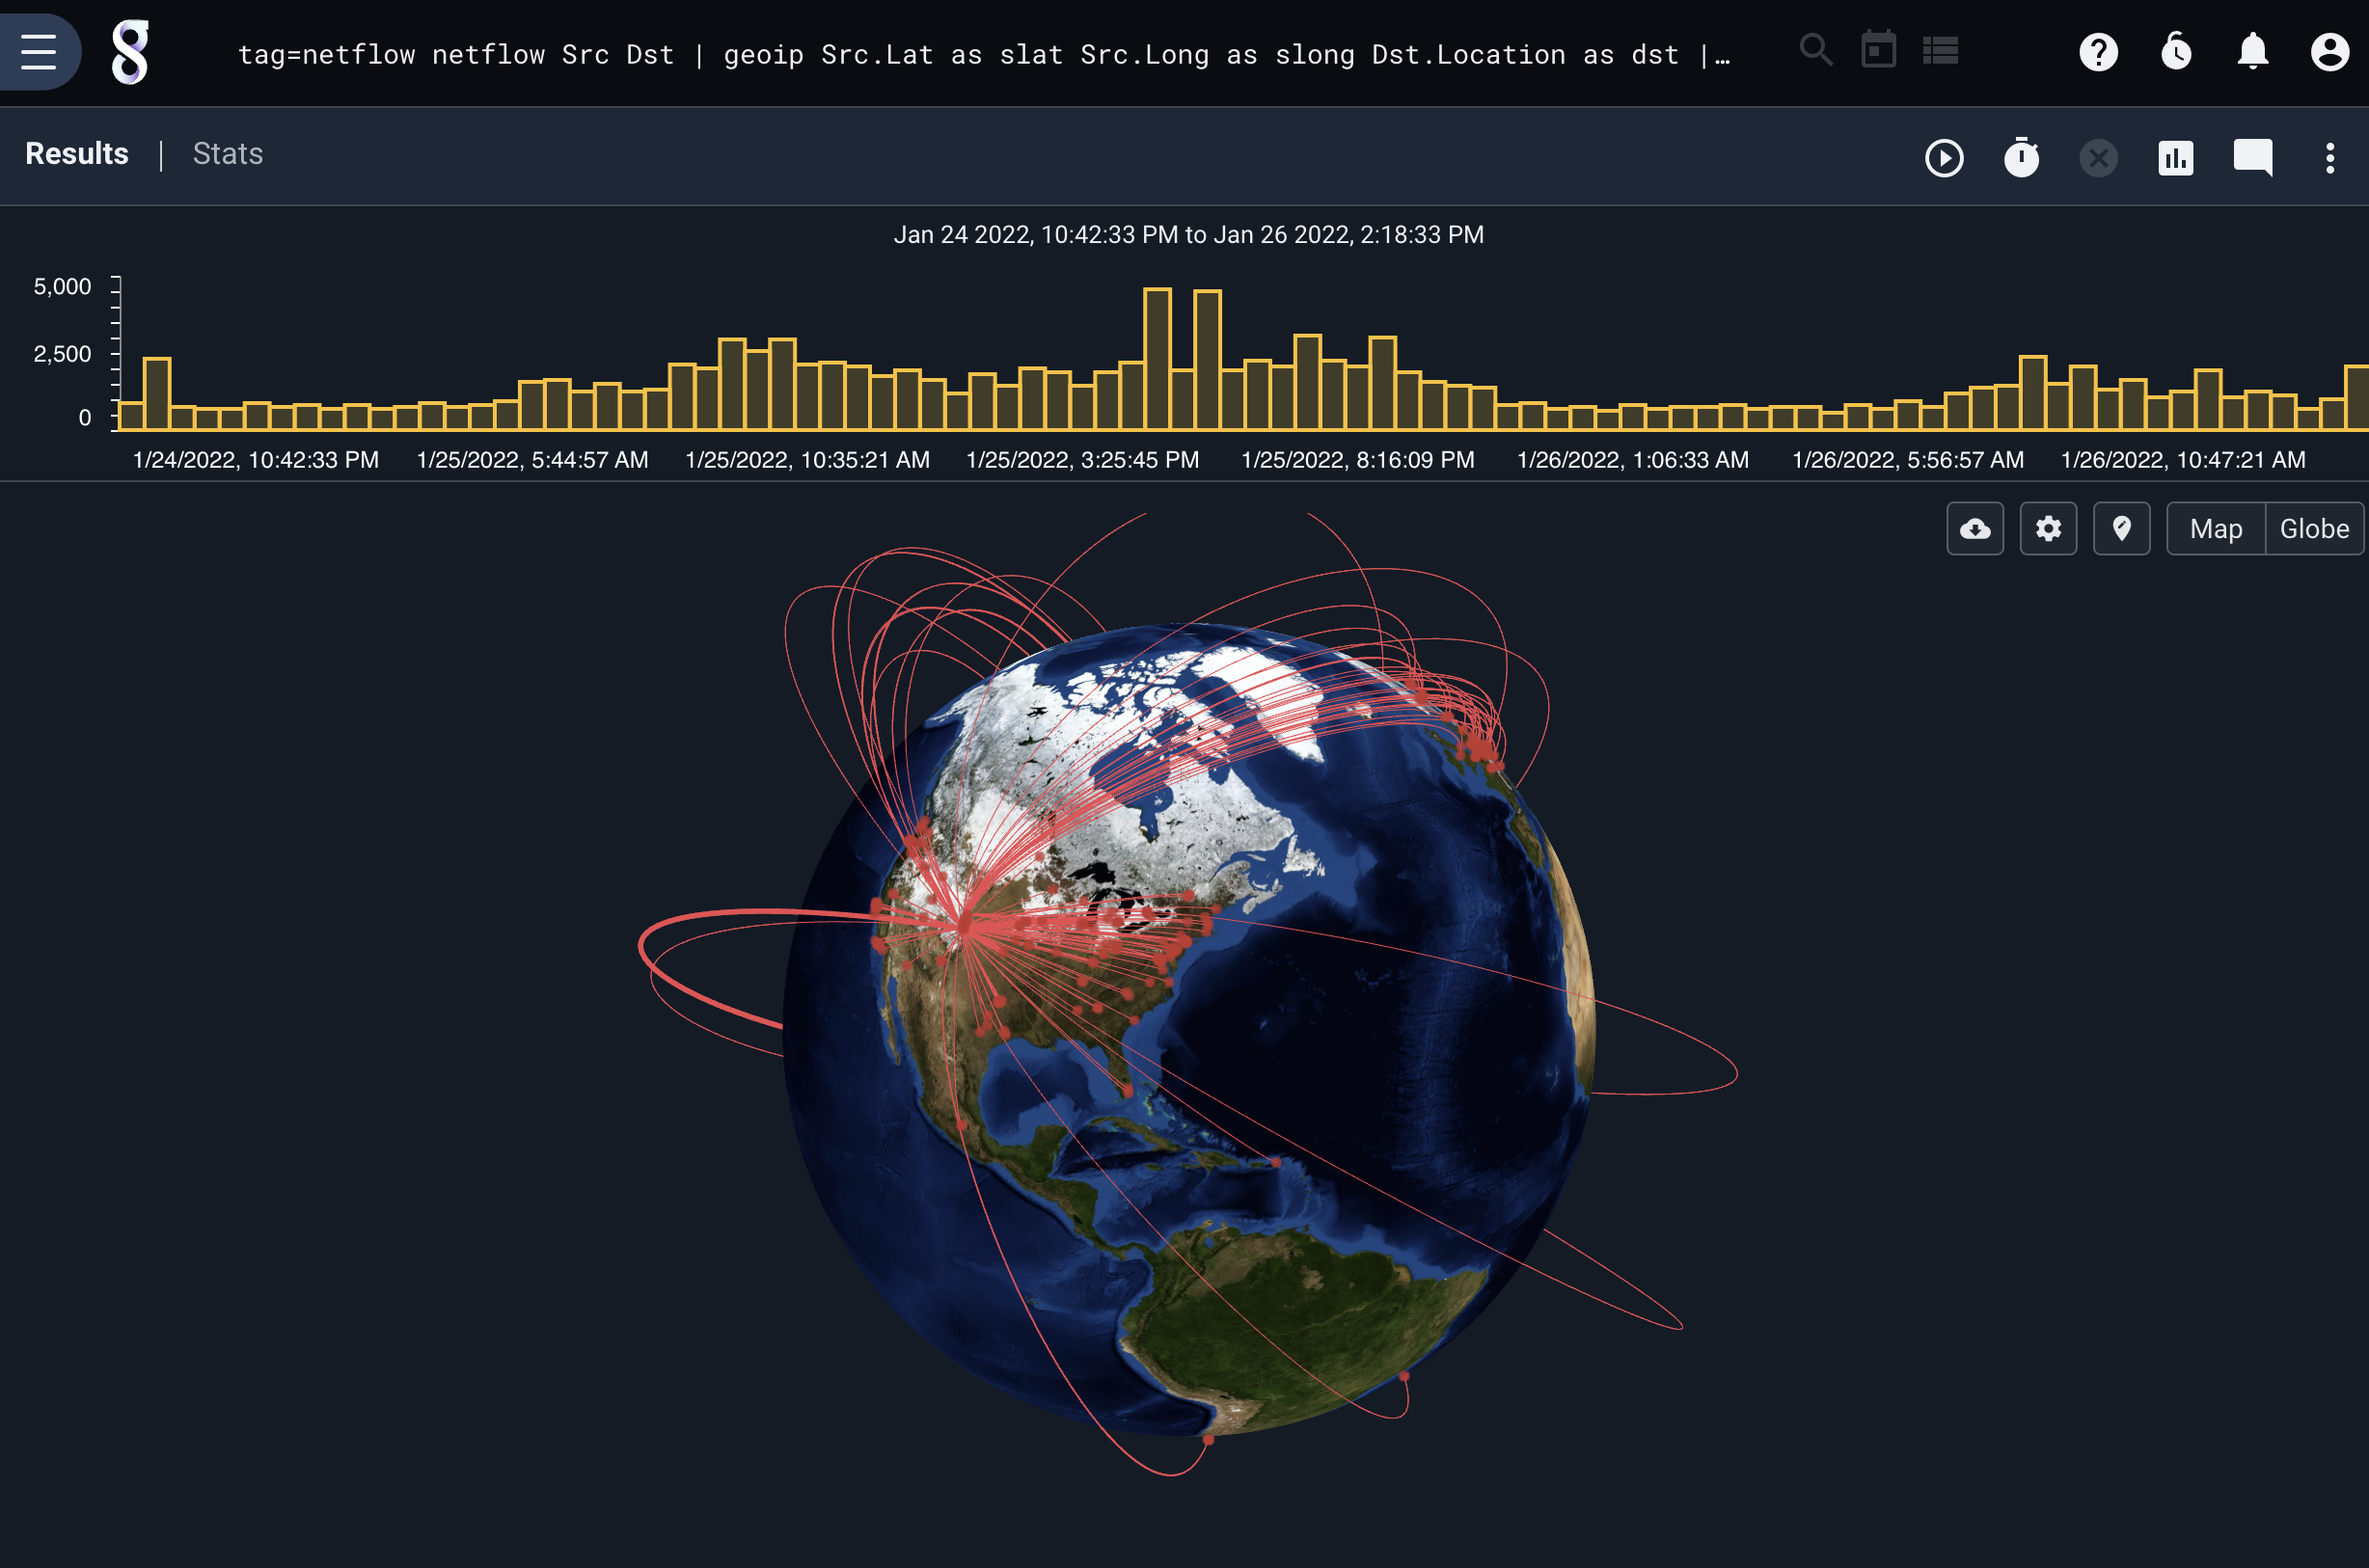 tag=netflow netflow Src Dst | geoip Src.Lat as slat Src.Long as slong Dst.Location as dst |…
Results | Stats
Jan 24 2022, 10:42:33 PM to Jan 26 2022, 2:18:33 PM
5,000
2,500
0
1/24/2022, 10:42:33 PM 1/25/2022, 5:44:57 AM 1/25/2022, 10:35:21 AM 1/25/2022, 3:25:45 PM 1/25/2022, 8:16:09 PM 1/26/2022, 1:06:33 AM 1/26/2022, 5:56:57 AM 1/26/2022, 10:47:21 AM
Map Globe